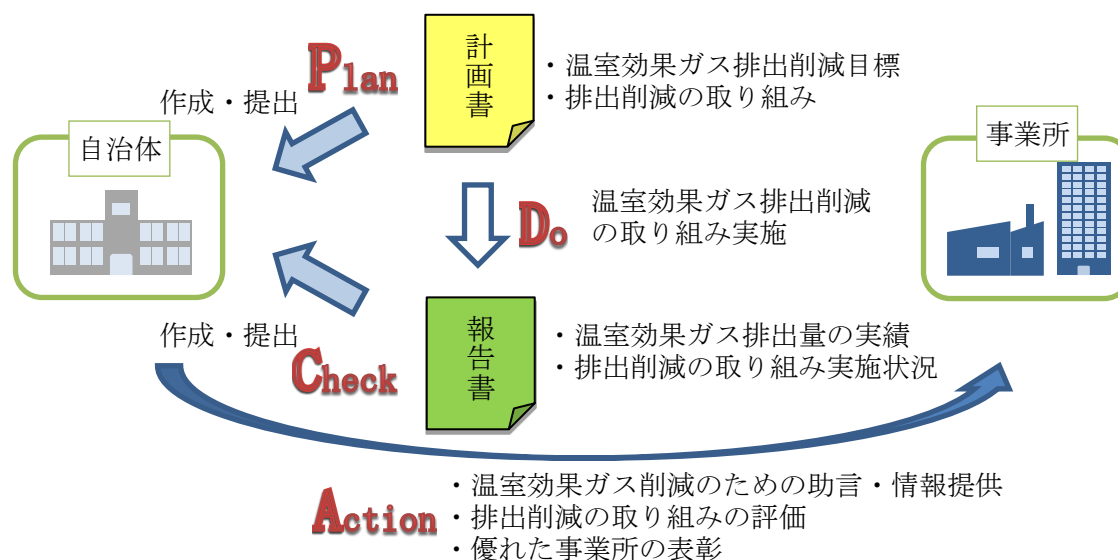 Plan
計画書
・温室効果ガス排出削減目標
・排出削減の取り組み
作成・提出
自治体
事業所
Do
温室効果ガス排出削減
の取り組み実施
作成・提出
Check
報告書
・温室効果ガス排出量の実績
・排出削減の取り組み実施状況
Action
・温室効果ガス削減のための助言・情報提供
・排出削減の取り組みの評価
・優れた事業所の表彰